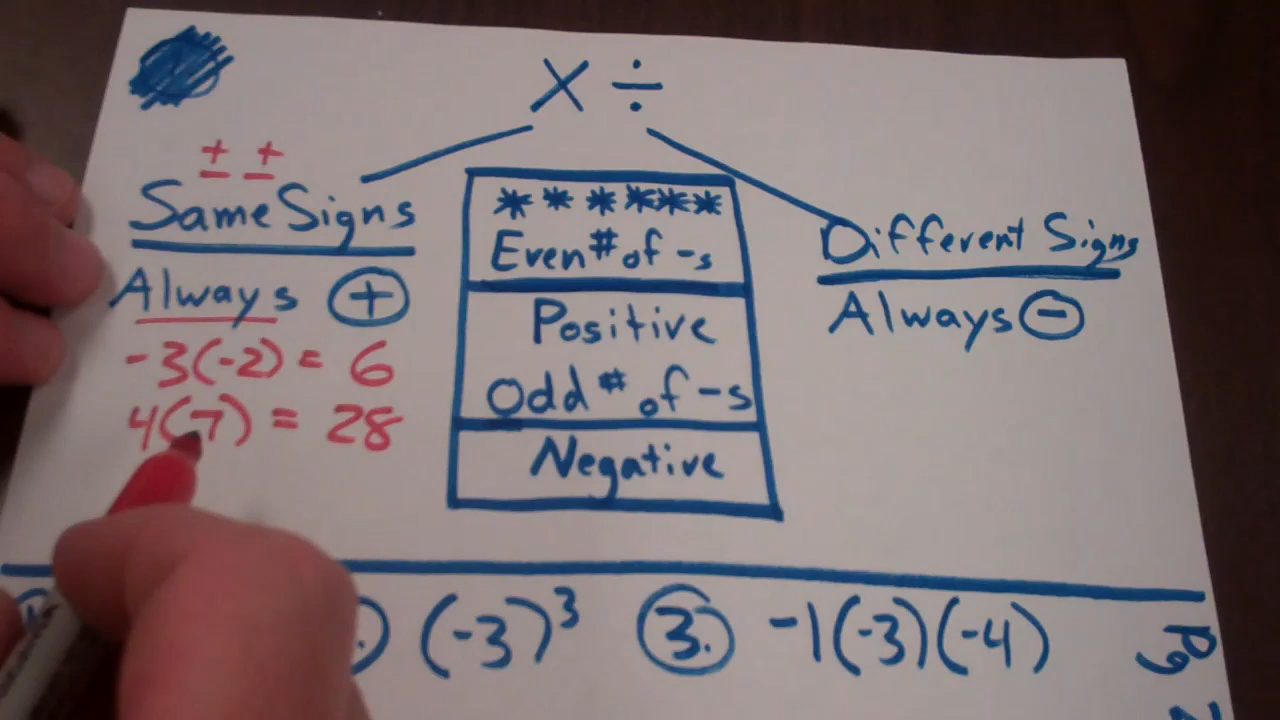 X ÷
+ +
- -
Same Signs
Always +
-3(-2) = 6
4(7) = 28
******
Even # of -s
Positive
Odd # of -s
Negative
Different Signs
Always -
(-3)³ 3. -1(-3)(-4)
Pg